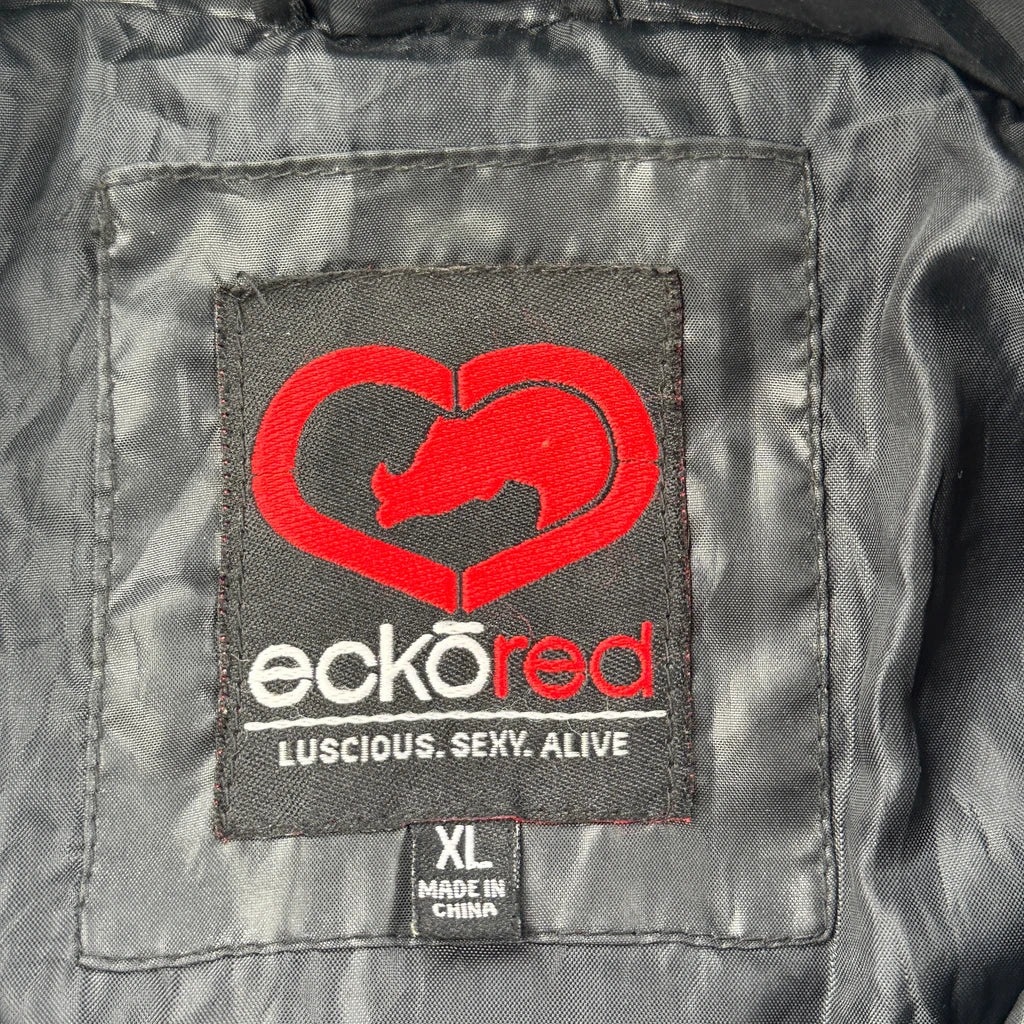 eckōred
LUSCIOUS. SEXY. ALIVE
XL
MADE IN
CHINA